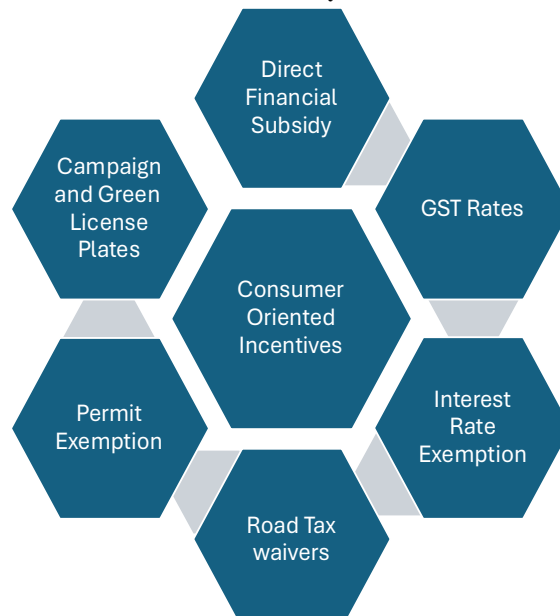 Direct
Financial
Subsidy
GST Rates
Interest
Rate
Exemption
Road Tax
waivers
Permit
Exemption
Campaign
and Green
License
Plates
Consumer
Oriented
Incentives